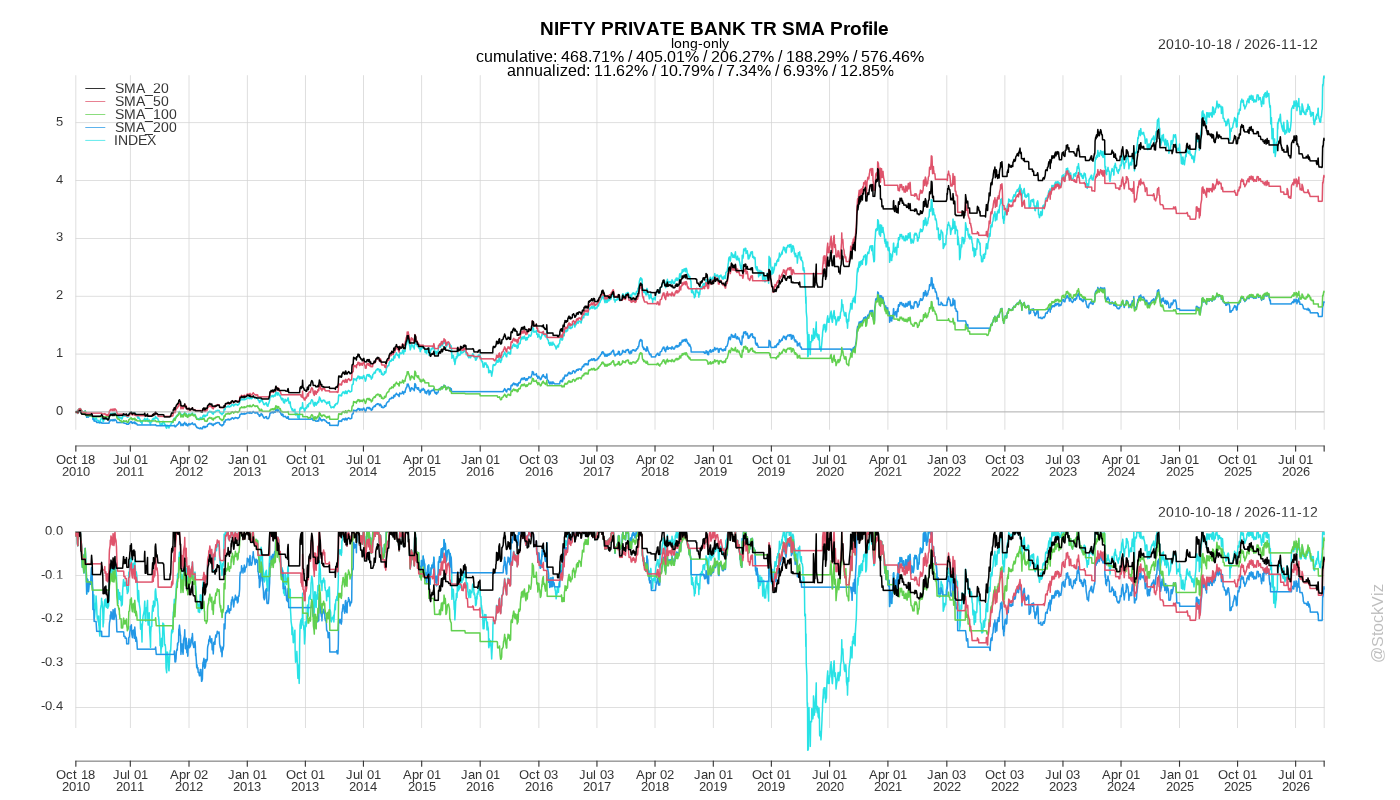 NIFTY PRIVATE BANK TR SMA Profile
long-only
2010-10-18 / 2026-11-12
cumulative: 468.71% / 405.01% / 206.27% / 188.29% / 576.46%
annualized: 11.62% / 10.79% / 7.34% / 6.93% / 12.85%
SMA_20
SMA_50
SMA_100
SMA_200
INDEX
5
4
3
2
1
0
Oct 18 Jul 01 Apr 02 Jan 01 Oct 01 Jul 01 Apr 01 Jan 01 Oct 03 Jul 03 Apr 02 Jan 01 Oct 01 Jul 01 Apr 01 Jan 03 Oct 03 Jul 03 Apr 01 Jan 01 Oct 01 Jul 01
2010 2011 2012 2013 2013 2014 2015 2016 2016 2017 2018 2019 2019 2020 2021 2022 2022 2023 2024 2025 2025 2026
2010-10-18 / 2026-11-12
0.0
-0.1
-0.2
-0.3
-0.4
Oct 18 Jul 01 Apr 02 Jan 01 Oct 01 Jul 01 Apr 01 Jan 01 Oct 03 Jul 03 Apr 02 Jan 01 Oct 01 Jul 01 Apr 01 Jan 03 Oct 03 Jul 03 Apr 01 Jan 01 Oct 01 Jul 01
2010 2011 2012 2013 2013 2014 2015 2016 2016 2017 2018 2019 2019 2020 2021 2022 2022 2023 2024 2025 2025 2026
@StockViz